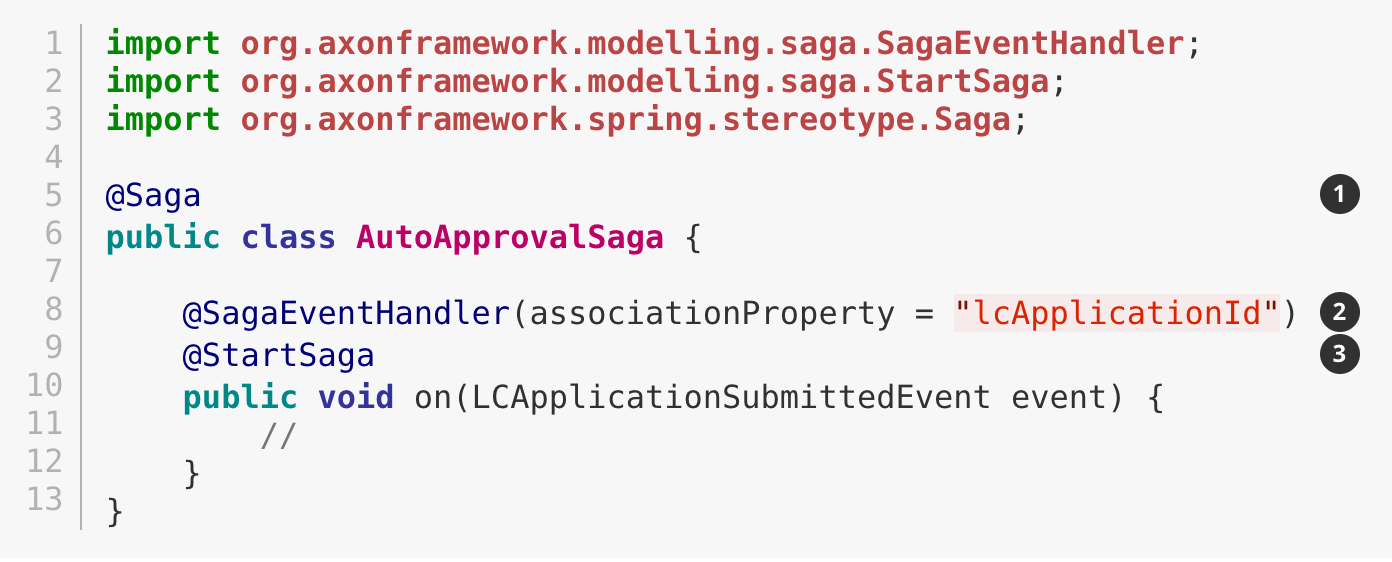 1 import org.axonframework.modelling.saga.SagaEventHandler;
2 import org.axonframework.modelling.saga.StartSaga;
3 import org.axonframework.spring.stereotype.Saga;
4
5 @Saga 1
6 public class AutoApprovalSaga {
7
8     @SagaEventHandler(associationProperty = "lcApplicationId") 2
9     @StartSaga 3
10     public void on(LCApplicationSubmittedEvent event) {
11         //
12     }
13 }